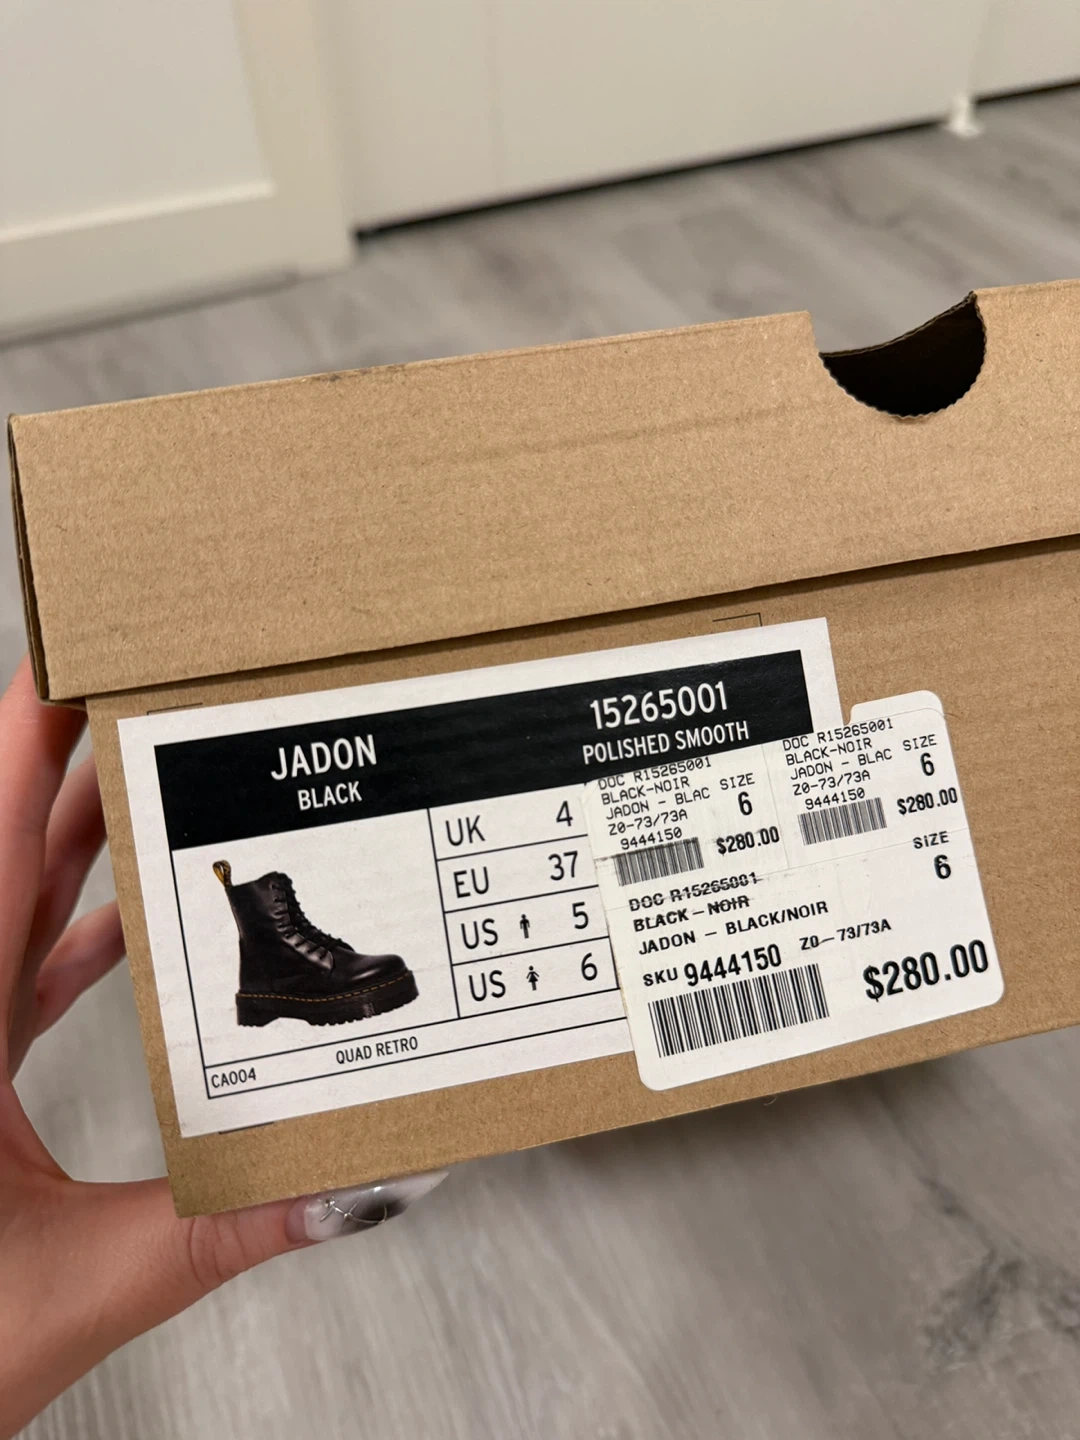 JADON
BLACK
15265001
POLISHED SMOOTH
UK 4
EU 37
US 5
US 6
QUAD RETRO
CA004
DOC R15265001
BLACK-NOIR
JADON - BLAC SIZE
Z0-73/73A 6
9444150
$280.00
DOC R15265001
BLACK-NOIR
JADON - BLAC SIZE
Z0-73/73A 6
9444150
$280.00
DOC R15265001
BLACK-NOIR
JADON - BLACK/NOIR
SIZE
6
SKU 9444150 Z0-73/73A
$280.00